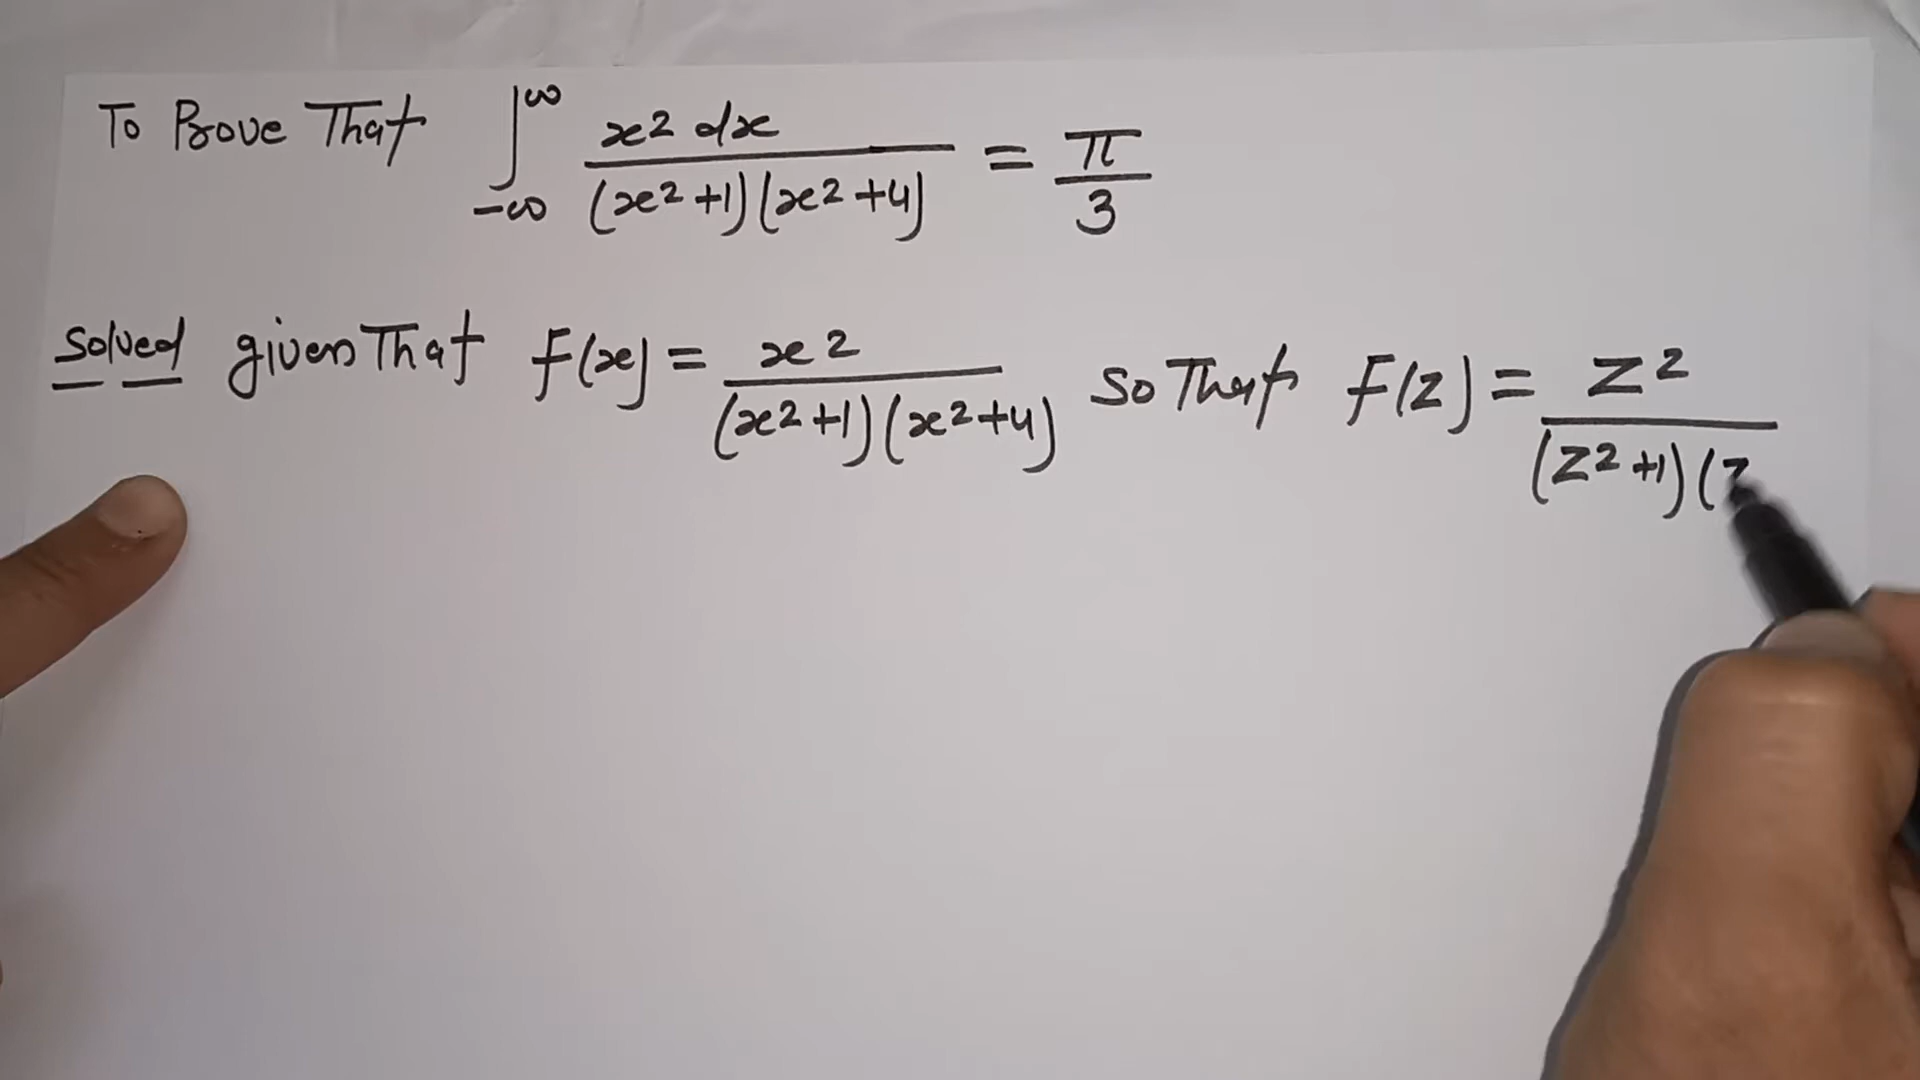 To Prove That ∫_{-∞}^{∞} x² dx / (x²+1)(x²+4) = π/3
Solved given That f(x) = x² / (x²+1)(x²+4) so That f(z) = z² / (z²+1)(z